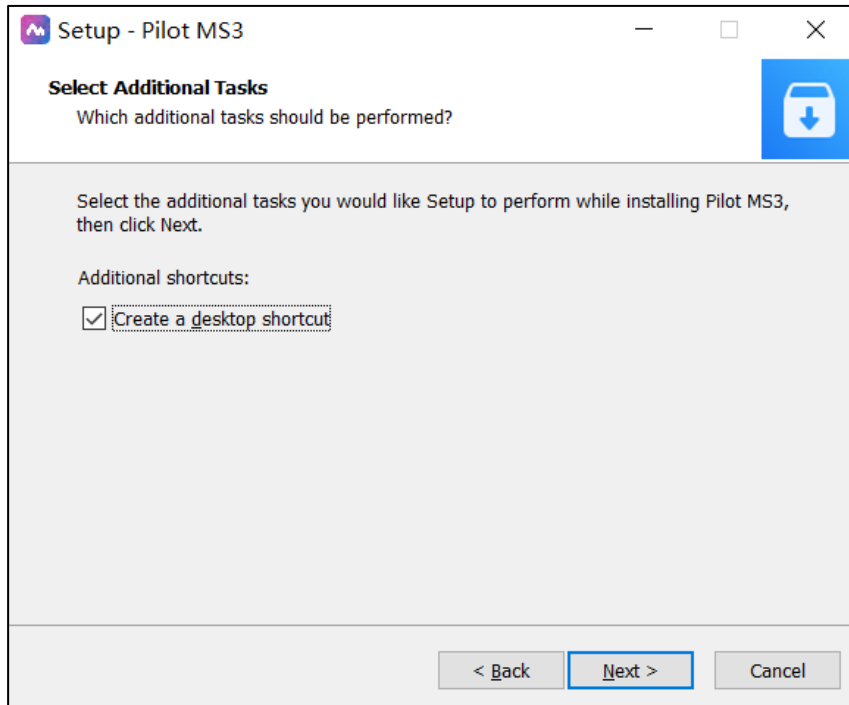 Setup - Pilot MS3
Select Additional Tasks
Which additional tasks should be performed?
Select the additional tasks you would like Setup to perform while installing Pilot MS3,
then click Next.
Additional shortcuts:
Create a desktop shortcut
< Back
Next >
Cancel